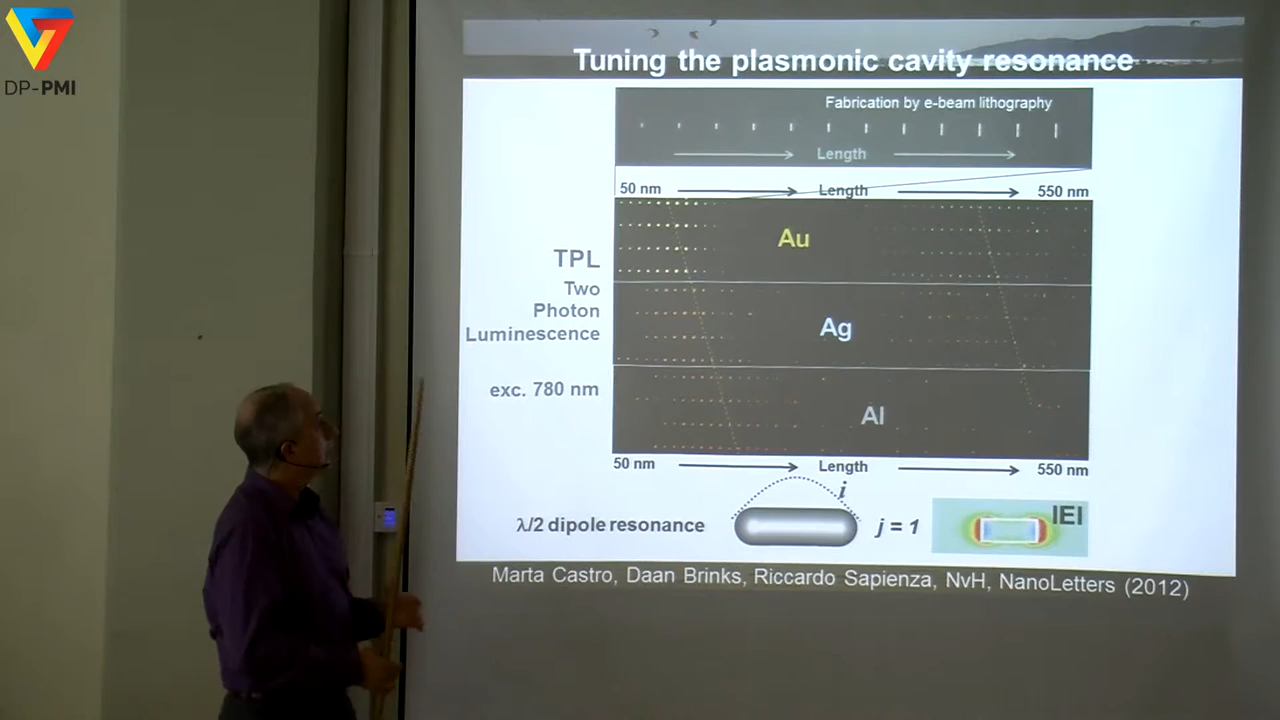 DP-PMI
Tuning the plasmonic cavity resonance
Fabrication by e-beam lithography
Length
50 nm
Length
550 nm
Au
TPL
Two
Photon
Luminescence
Ag
exc. 780 nm
Al
50 nm
Length
550 nm
i
λ/2 dipole resonance
j = 1
IEI
Marta Castro, Daan Brinks, Riccardo Sapienza, NvH, NanoLetters (2012)